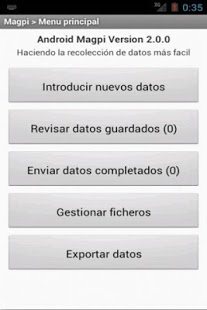 3G
0:35
Magpi > Menu principal
Android Magpi Version 2.0.0
Haciendo la recolección de datos más facil
Introducir nuevos datos
Revisar datos guardados (0)
Enviar datos completados (0)
Gestionar ficheros
Exportar datos